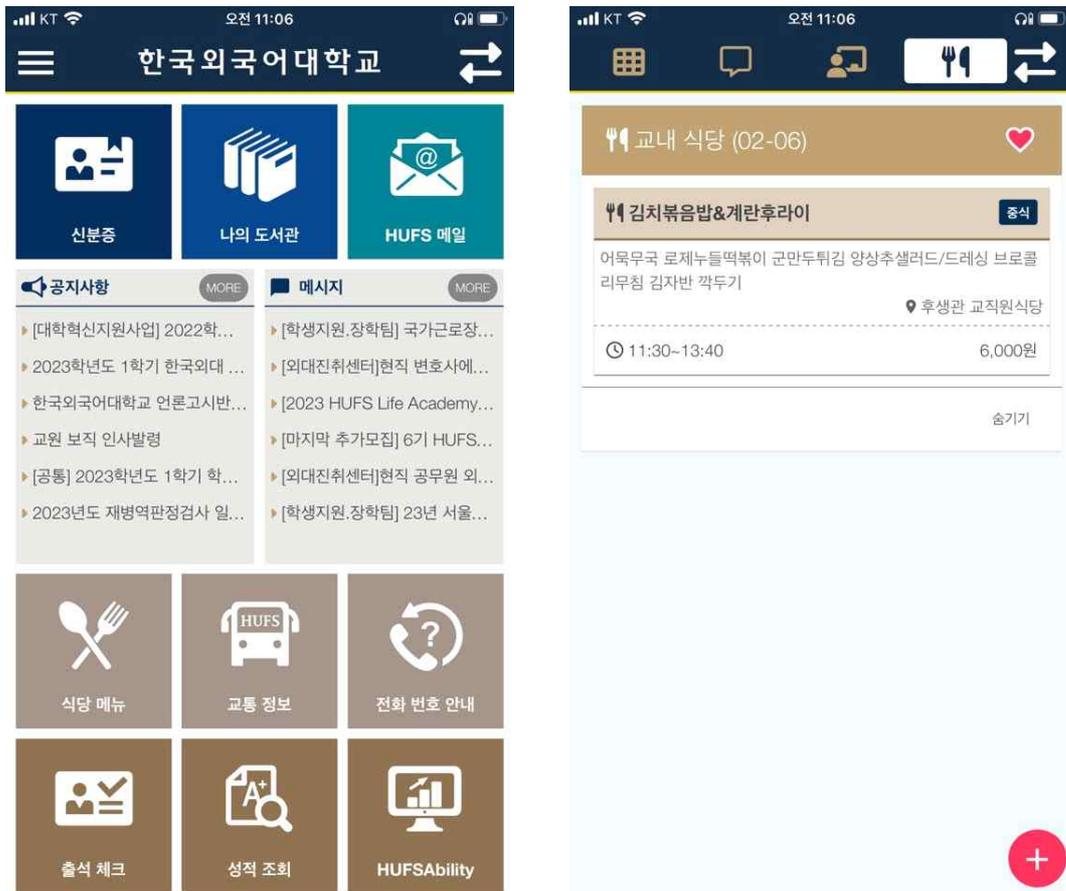 KT 오전 11:06
한국외국어대학교
신분증
나의 도서관
@
HUFS 메일
공지사항 MORE
[대학혁신지원사업] 2022학...
2023학년도 1학기 한국외대 ...
한국외국어대학교 언론고시반...
교원 보직 인사발령
[공통] 2023학년도 1학기 학...
2023년도 재병역판정검사 일...
메시지 MORE
[학생지원.장학팀] 국가근로장...
[외대진취센터]현직 변호사에...
[2023 HUFS Life Academy...
[마지막 추가모집] 6기 HUFS...
[외대진취센터]현직 공무원 외...
[학생지원.장학팀] 23년 서울...
식당 메뉴
HUFS
교통 정보
?
전화 번호 안내
출석 체크
A+
성적 조회
HUFSAbility
KT 오전 11:06
교내 식당 (02-06)
김치볶음밥&계란후라이 중식
어묵무국 로제누들떡볶이 군만두튀김 양상추샐러드/드레싱 브로콜
리무침 김자반 깍두기
후생관 교직원식당
11:30~13:40 6,000원
숨기기
+